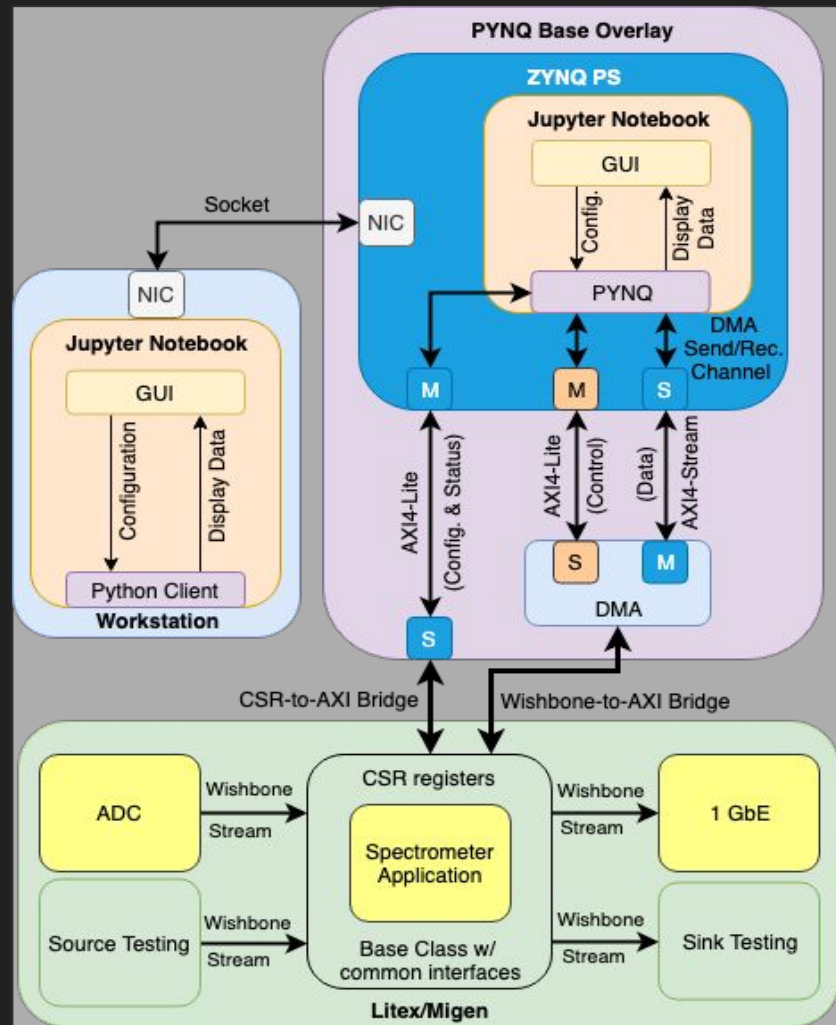 PYNQ Base Overlay
ZYNQ PS
Jupyter Notebook
GUI
Config.
Display
Data
PYNQ
NIC
Socket
NIC
DMA
Send/Rec.
Channel
M
M
S
AXI4-Lite
(Config. & Status)
AXI4-Lite
(Control)
(Data)
AXI4-Stream
S
M
DMA
S
Jupyter Notebook
GUI
Configuration
Display Data
Python Client
Workstation
CSR-to-AXI Bridge
Wishbone-to-AXI Bridge
ADC
Wishbone
Stream
CSR registers
Spectrometer
Application
Base Class w/
common interfaces
Wishbone
Stream
1 GbE
Source Testing
Wishbone
Stream
Wishbone
Stream
Sink Testing
Litex/Migen